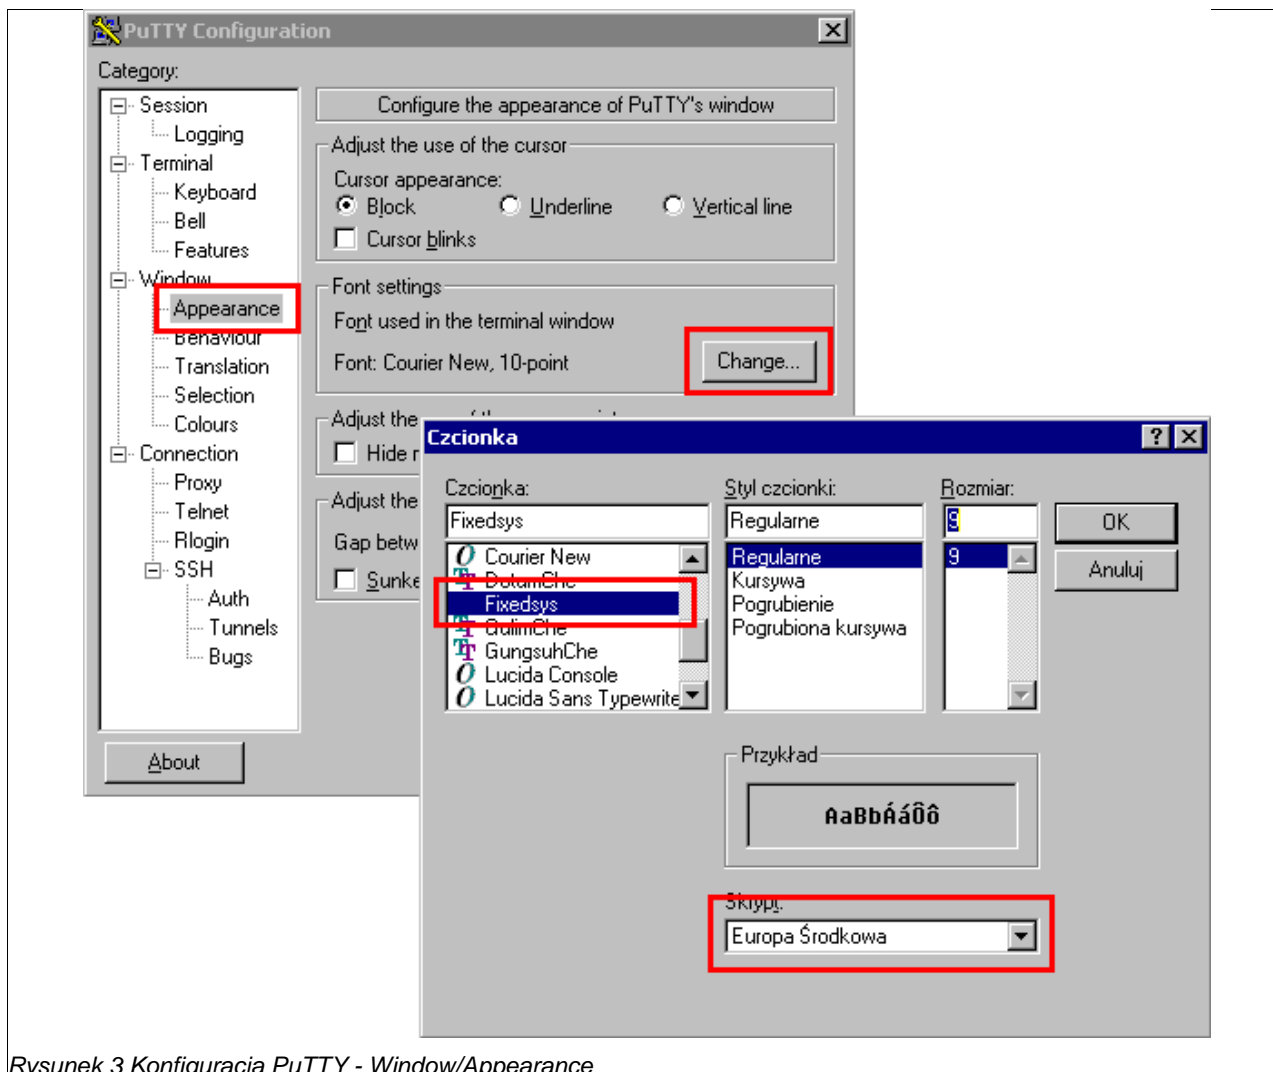 PuTTY Configuration
Category:
Session
Logging
Terminal
Keyboard
Bell
Features
Window
Appearance
Behaviour
Translation
Selection
Colours
Connection
Proxy
Telnet
Rlogin
SSH
Auth
Tunnels
Bugs
About
Configure the appearance of PuTTY's window
Adjust the use of the cursor
Cursor appearance:
Block Underline Vertical line
Cursor blinks
Font settings
Font used in the terminal window
Font: Courier New, 10-point Change...
Adjust the
Hide
Adjust the
Gap betw
Sunke
Czcionka
Czcionka: Styl czcionki: Rozmiar:
Fixedsys Regularne 9 OK
Courier New Regularne 9 Anuluj
DotumChe Kursywa
Fixedsys Pogrubienie
GulimChe Pogrubiona kursywa
GungsuhChe
Lucida Console
Lucida Sans Typewrite
Przykład
AaBbÁáÔô
Skrypt:
Europa Środkowa
Rysunek 3 Konfiguracja PuTTY - Window/Appearance